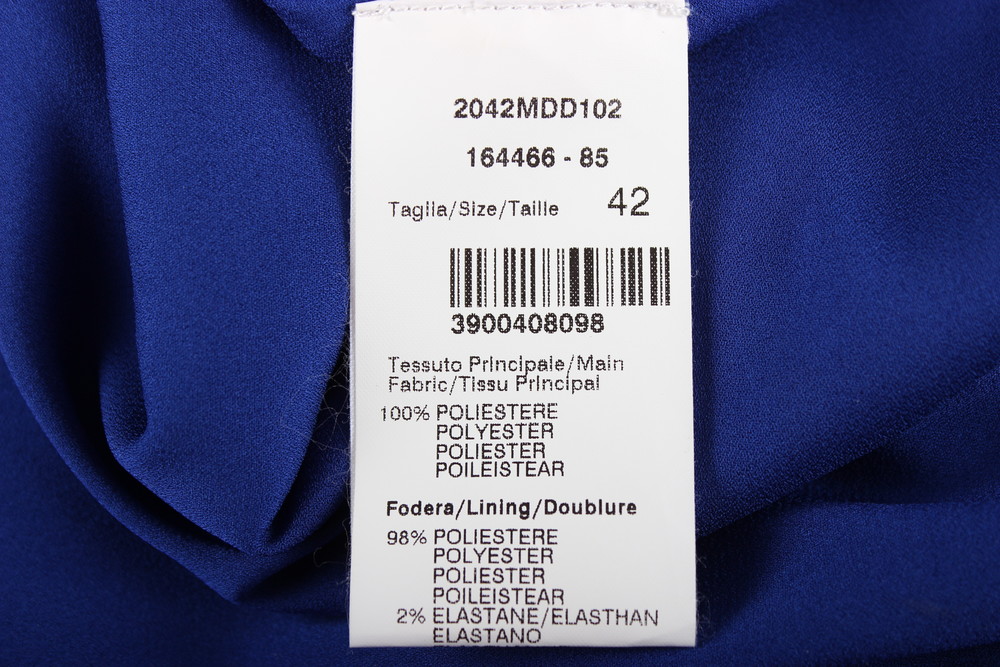 2042MDD102
164466 - 85
Taglia/Size/Taille 42
3900408098
Tessuto Principale/Main
Fabric/Tissu Principal
100% POLIESTERE
POLYESTER
POLIESTER
POILEISTEAR
Fodera/Lining/Doublure
98% POLIESTERE
POLYESTER
POLIESTER
POILEISTEAR
2% ELASTANE/ELASTHAN
ELASTANO